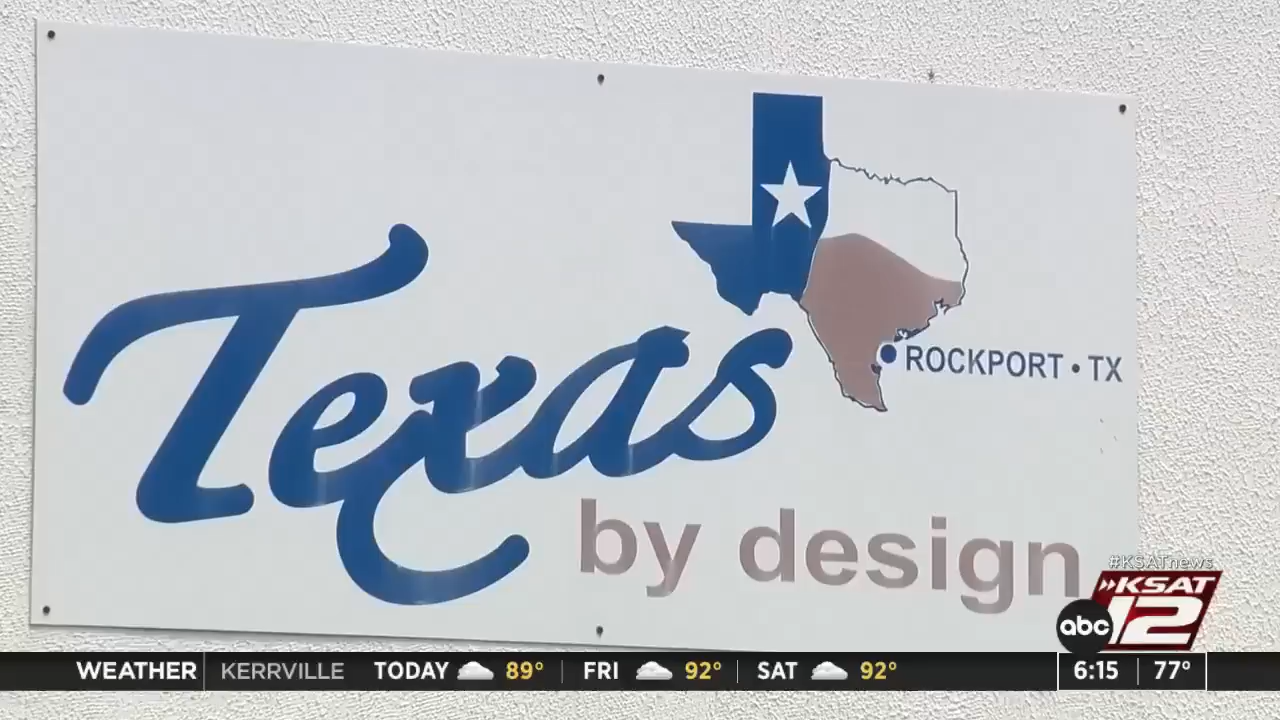 Texas
by design
ROCKPORT • TX
#KSATnews
»KSAT
abc 12
WEATHER KERRVILLE TODAY 89° FRI 92° SAT 92° 6:15 77°